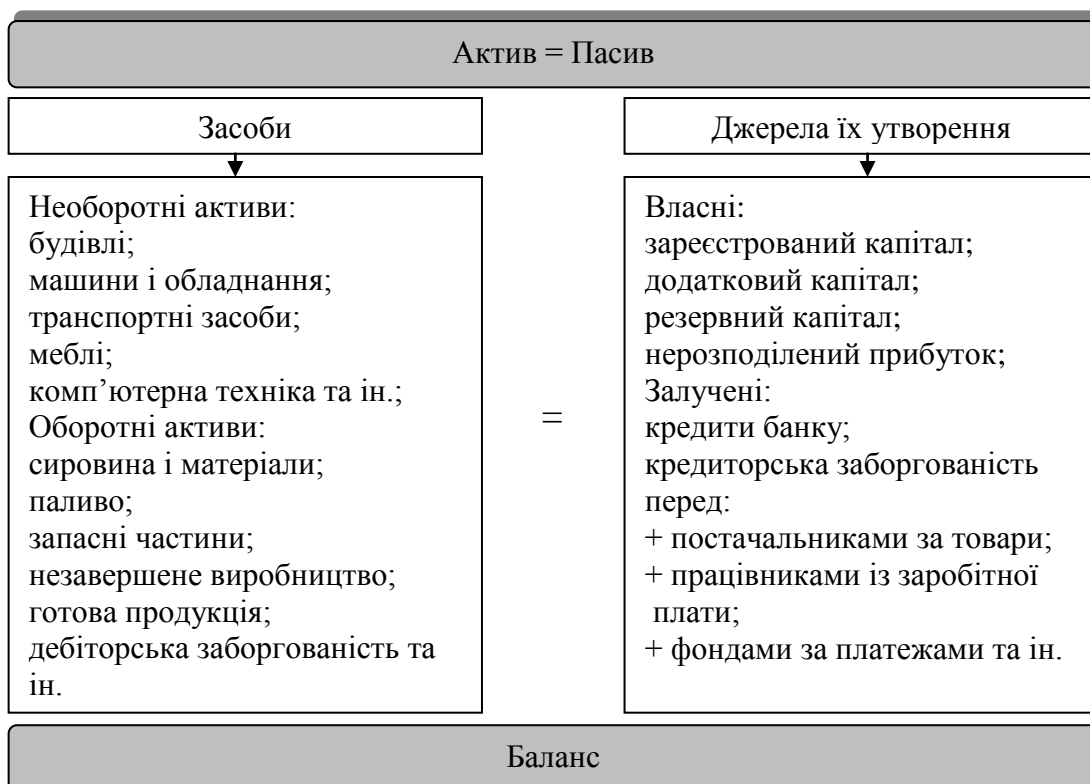 Актив = Пасив
Засоби
Джерела їх утворення
Необоротні активи:
будівлі;
машини і обладнання;
транспортні засоби;
меблі;
комп’ютерна техніка та ін.;
Оборотні активи:
сировина і матеріали;
паливо;
запасні частини;
незавершене виробництво;
готова продукція;
дебіторська заборгованість та
ін.
=
Власні:
зареєстрований капітал;
додатковий капітал;
резервний капітал;
нерозподілений прибуток;
Залучені:
кредити банку;
кредиторська заборгованість
перед:
+ постачальниками за товари;
+ працівниками із заробітної
плати;
+ фондами за платежами та ін.
Баланс